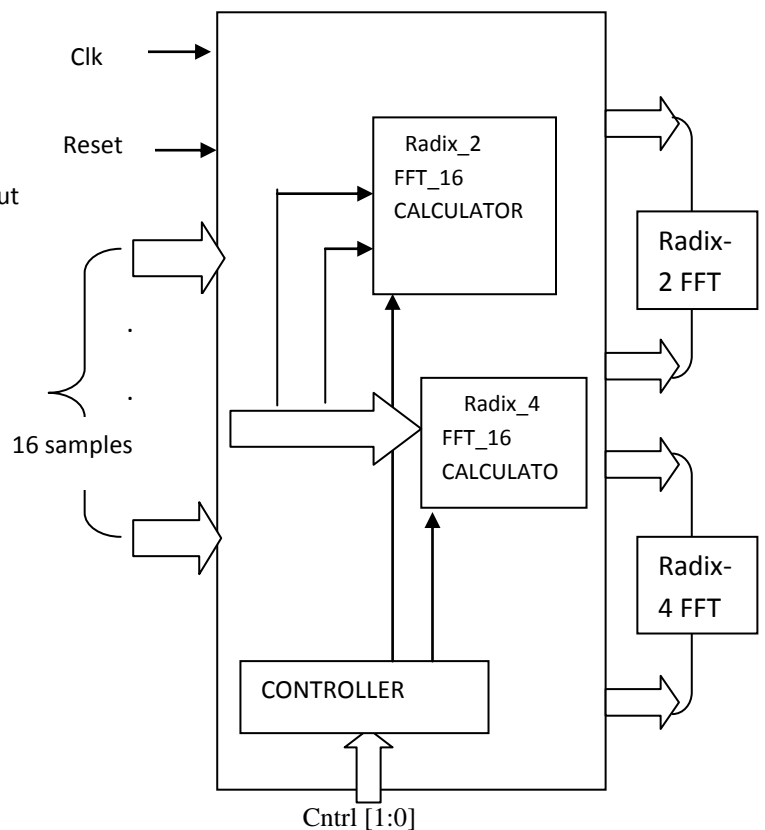 Clk
Reset
ut
16 samples
Radix_2
FFT_16
CALCULATOR
Radix_4
FFT_16
CALCULATO
CONTROLLER
Cntrl [1:0]
Radix-
2 FFT
Radix-
4 FFT